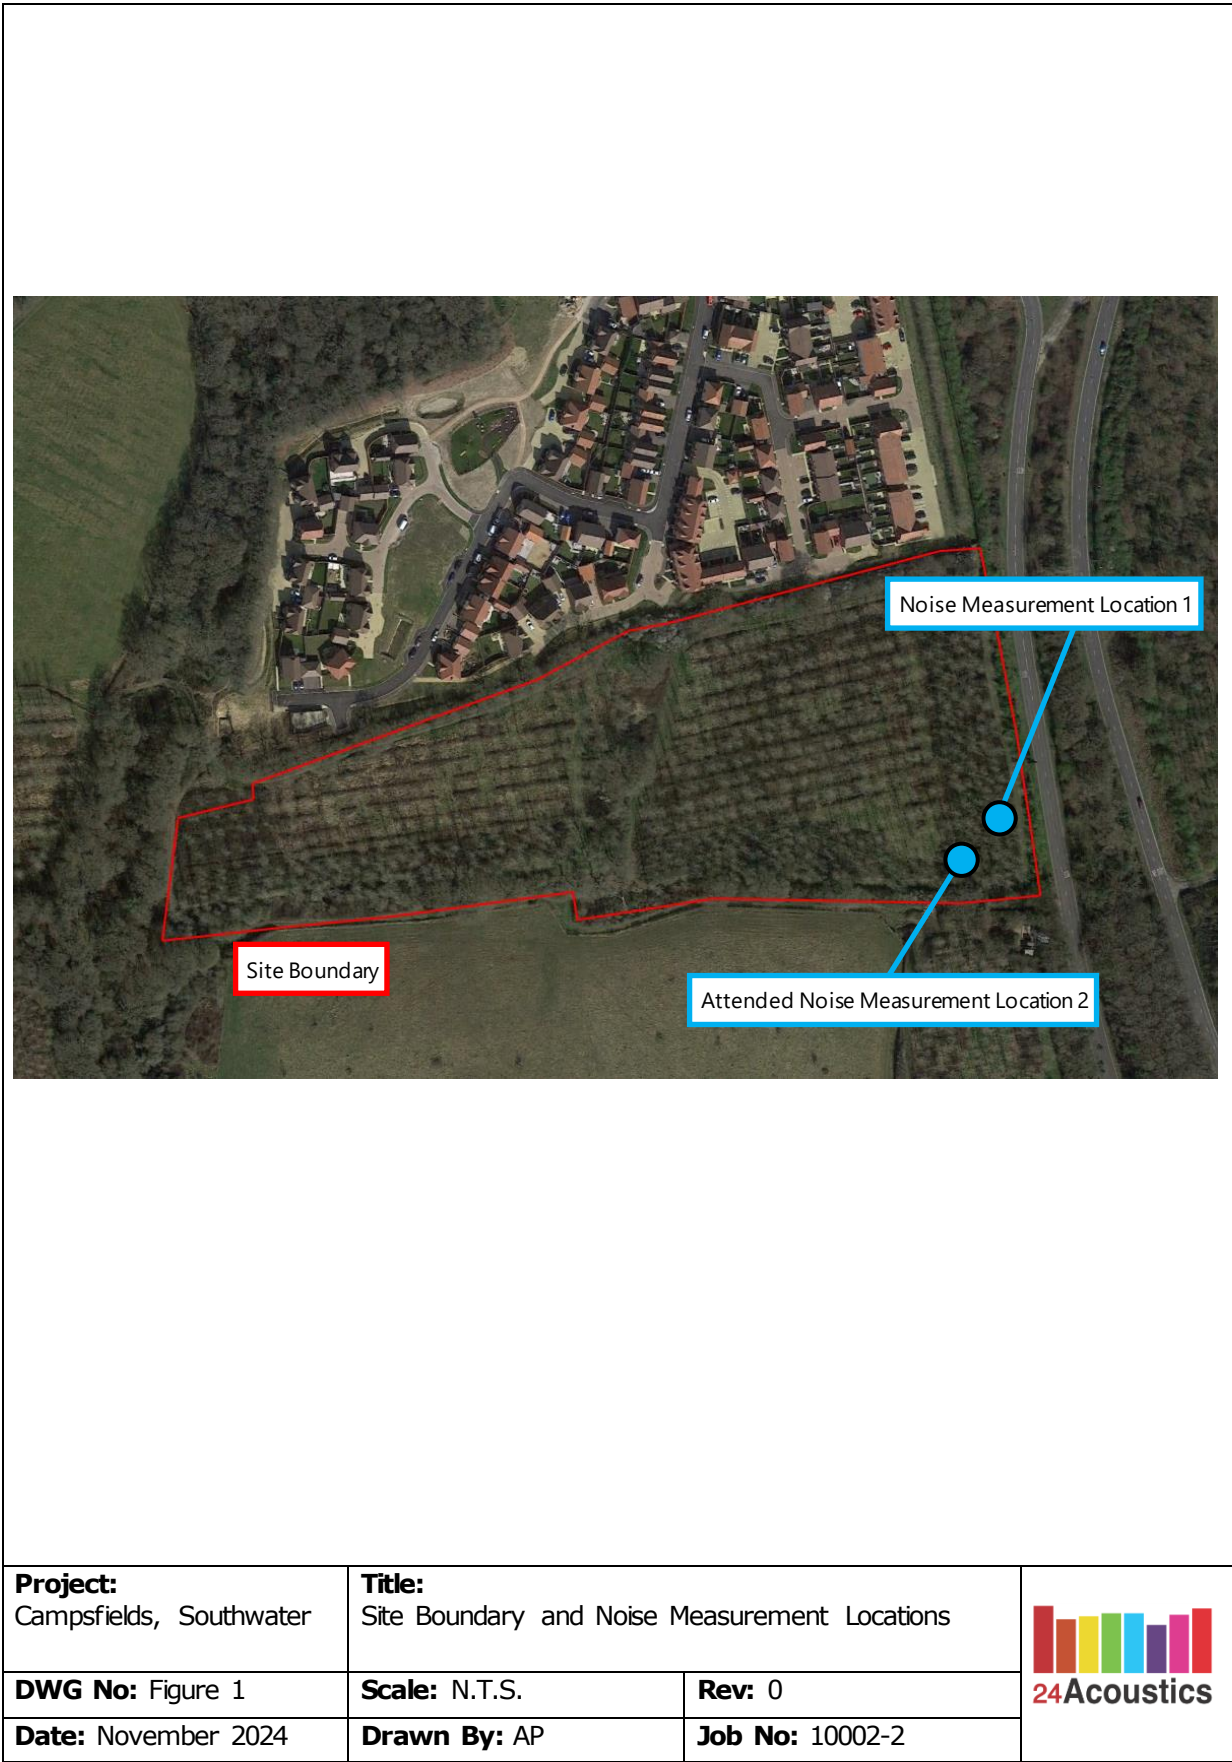 Noise Measurement Location 1
Site Boundary
Attended Noise Measurement Location 2
Project:
Campsfields, Southwater
Title:
Site Boundary and Noise Measurement Locations
DWG No: Figure 1
Scale: N.T.S.
Rev: 0
Date: November 2024
Drawn By: AP
Job No: 10002-2
24Acoustics